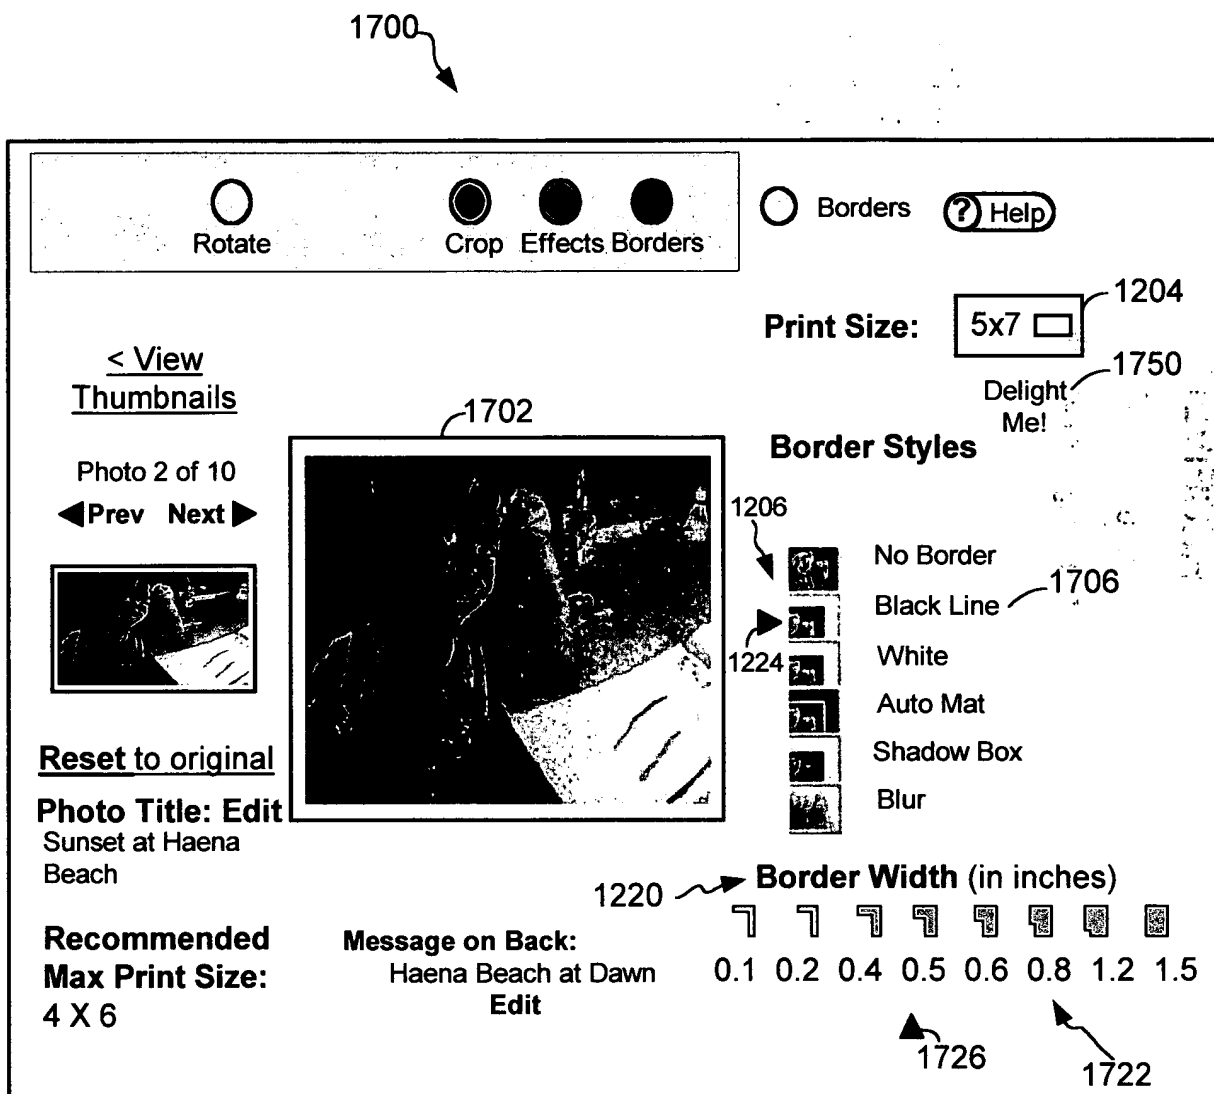 1700
Rotate
Crop Effects Borders
Borders
? Help
Print Size: 5x7
1204
1750
Delight
Me!
< View
Thumbnails
Photo 2 of 10
Prev Next
1702
Border Styles
1206
No Border
Black Line
1706
1224
White
Auto Mat
Shadow Box
Blur
Reset to original
Photo Title: Edit
Sunset at Haena
Beach
Recommended
Max Print Size:
4 X 6
Message on Back:
Haena Beach at Dawn
Edit
1220
Border Width (in inches)
0.1 0.2 0.4 0.5 0.6 0.8 1.2 1.5
1726
1722